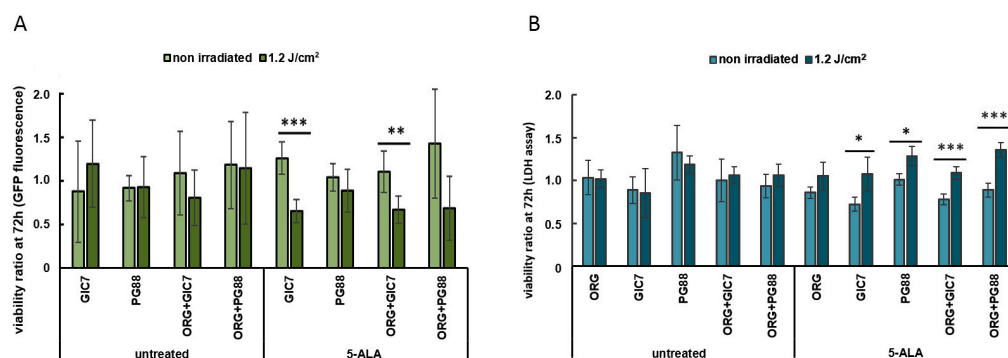 A
non irradiated 1.2 J/cm²
viability ratio at 72h (GFP fluorescence)
2.0
1.5
1.0
0.5
0
***
**
GIC7
PG88
ORG+GIC7
ORG+PG88
GIC7
PG88
ORG+GIC7
ORG+PG88
untreated
5-ALA
B
non irradiated 1.2 J/cm²
viability ratio at 72h (LDH assay)
2.0
1.5
1.0
0.5
0
*
*
***
***
ORG
GIC7
PG88
ORG+GIC7
ORG+PG88
ORG
GIC7
PG88
ORG+GIC7
ORG+PG88
untreated
5-ALA